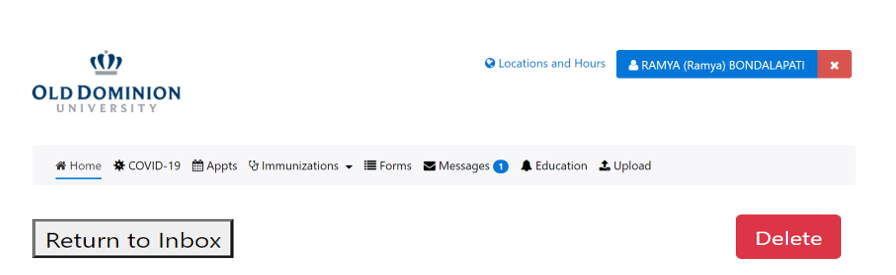 OLD DOMINION
UNIVERSITY
Locations and Hours RAMYA (Ramya) BONDALAPATI
Home COVID-19 Appts Immunizations Forms Messages 1 Education Upload
Return to Inbox Delete